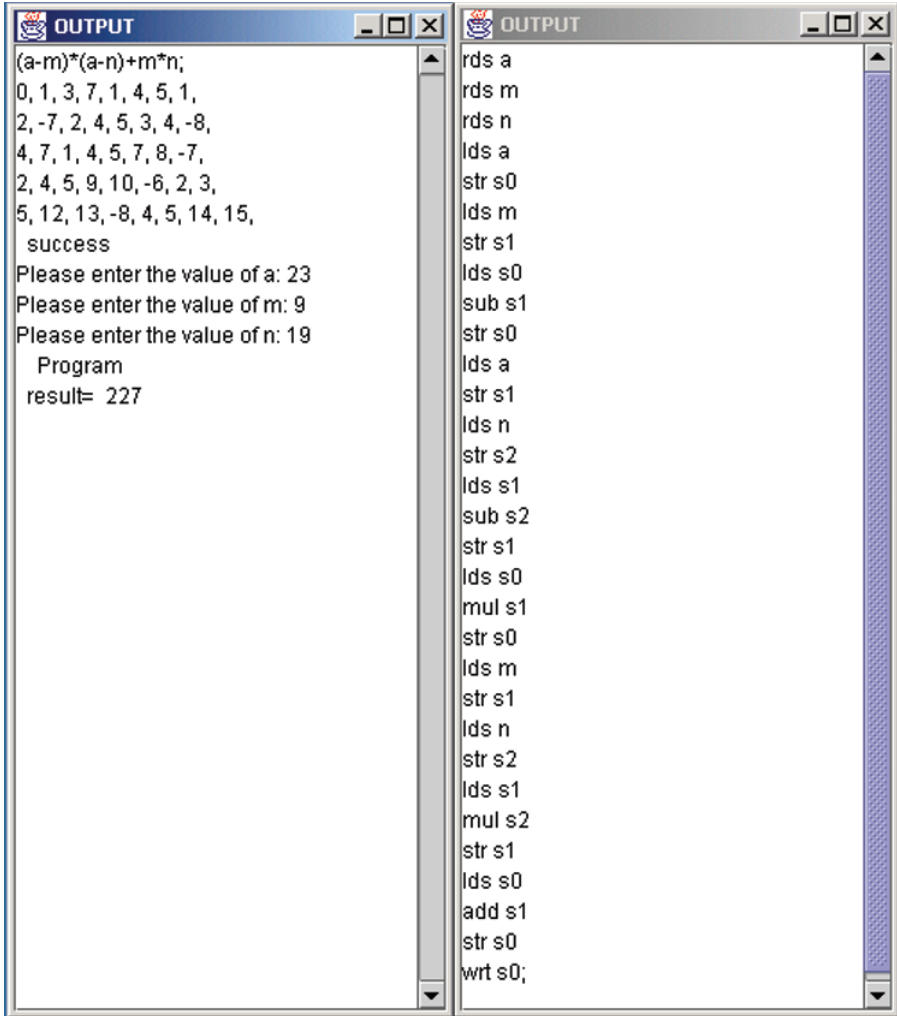 OUTPUT
(a-m)*(a-n)+m*n;
0, 1, 3, 7, 1, 4, 5, 1,
2, -7, 2, 4, 5, 3, 4, -8,
4, 7, 1, 4, 5, 7, 8, -7,
2, 4, 5, 9, 10, -6, 2, 3,
5, 12, 13, -8, 4, 5, 14, 15,
success
Please enter the value of a: 23
Please enter the value of m: 9
Please enter the value of n: 19
Program
result= 227
OUTPUT
rds a
rds m
rds n
lds a
str s0
lds m
str s1
lds s0
sub s1
str s0
lds a
str s1
lds n
str s2
lds s1
sub s2
str s1
lds s0
mul s1
str s0
lds m
str s1
lds n
str s2
lds s1
mul s2
str s1
lds s0
add s1
str s0
wrt s0;